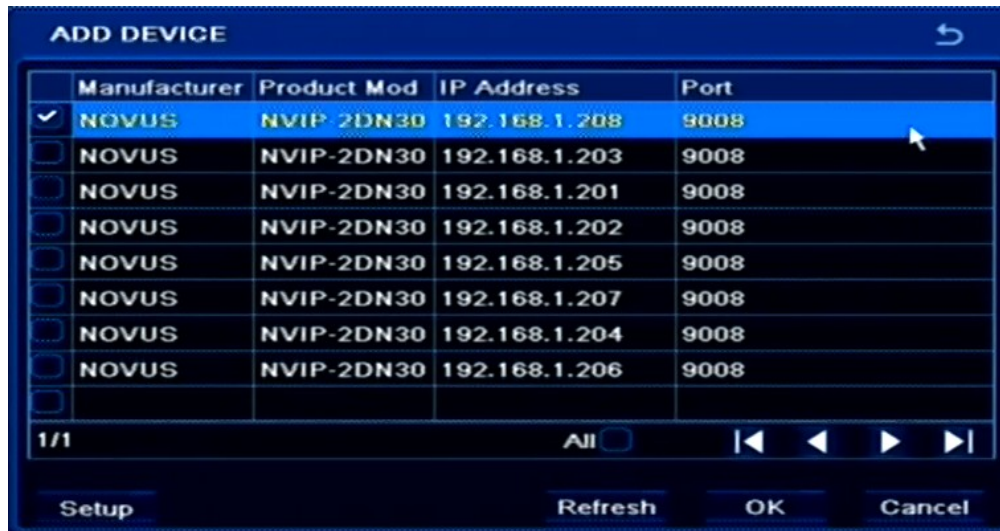 ADD DEVICE
Manufacturer Product Mod IP Address Port
NOVUS NVIP-2DN30 192.168.1.208 9008
NOVUS NVIP-2DN30 192.168.1.203 9008
NOVUS NVIP-2DN30 192.168.1.201 9008
NOVUS NVIP-2DN30 192.168.1.202 9008
NOVUS NVIP-2DN30 192.168.1.205 9008
NOVUS NVIP-2DN30 192.168.1.207 9008
NOVUS NVIP-2DN30 192.168.1.204 9008
NOVUS NVIP-2DN30 192.168.1.206 9008
1/1 All
Setup Refresh OK Cancel